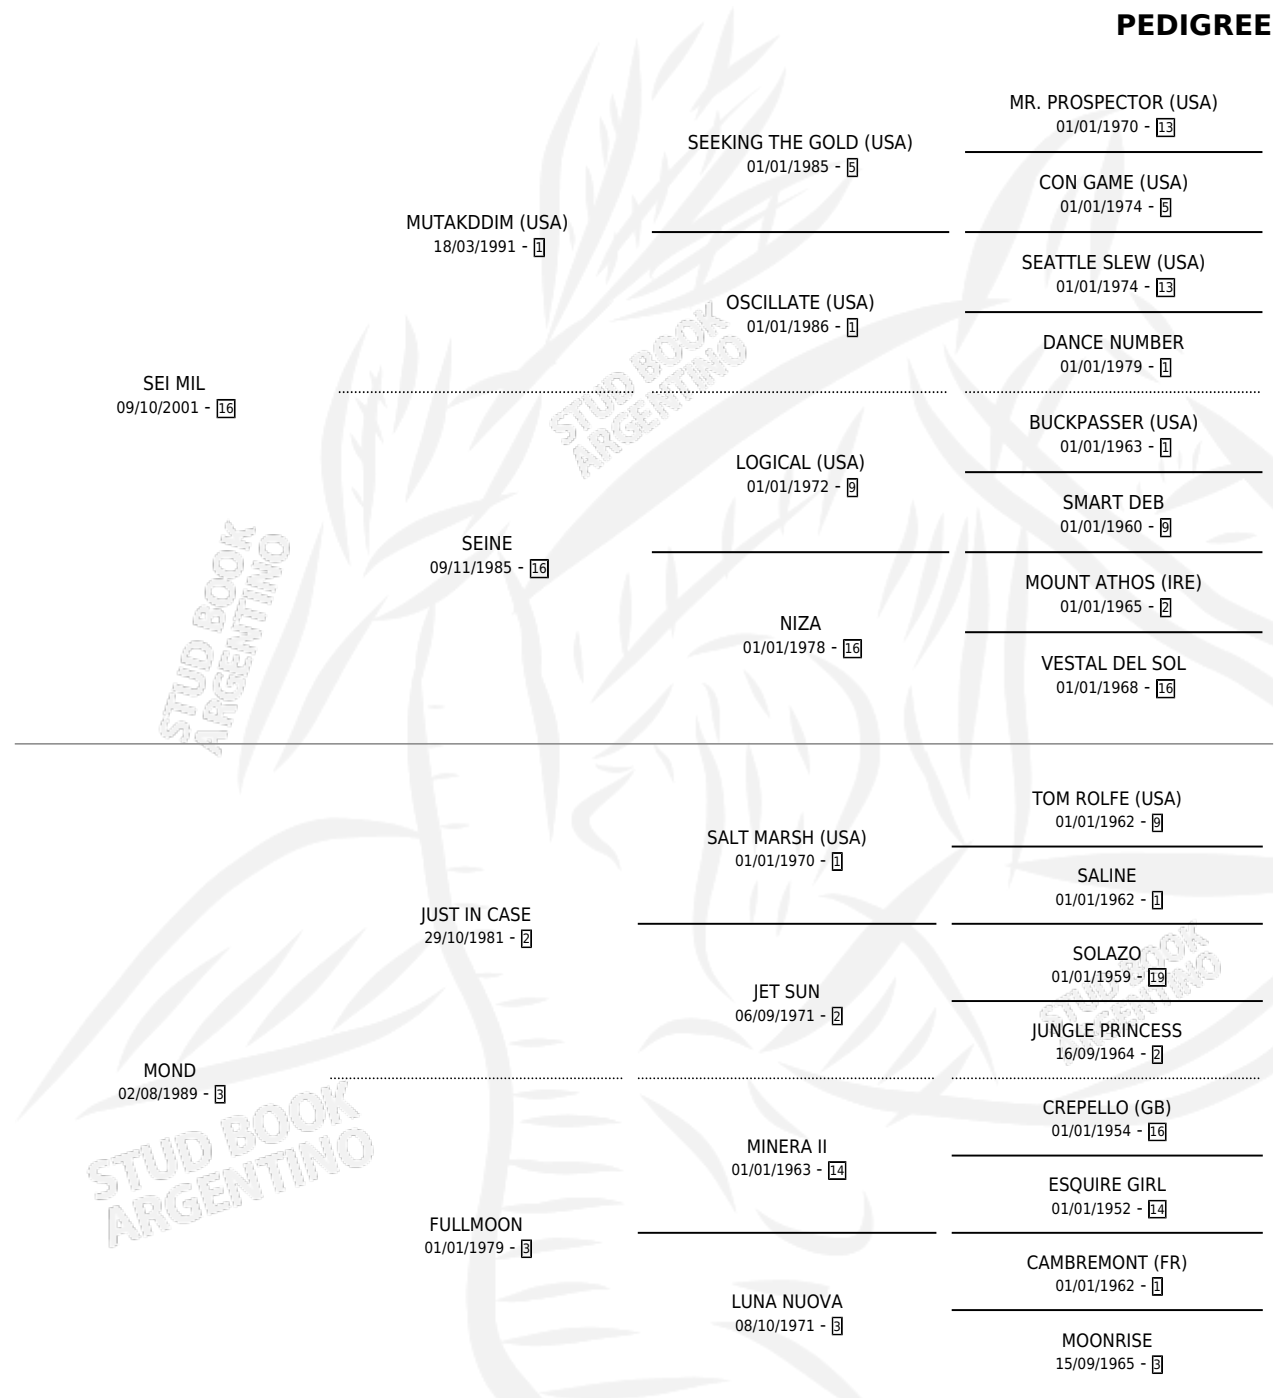 PEDIGREE
MR. PROSPECTOR (USA)
01/01/1970 - 13
SEEKING THE GOLD (USA)
01/01/1985 - 5
CON GAME (USA)
01/01/1974 - 5
MUTAKDDIM (USA)
18/03/1991 - 1
SEATTLE SLEW (USA)
01/01/1974 - 13
OSCILLATE (USA)
01/01/1986 - 1
DANCE NUMBER
01/01/1979 - 1
SEI MIL
09/10/2001 - 16
BUCKPASSER (USA)
01/01/1963 - 1
LOGICAL (USA)
01/01/1972 - 9
SMART DEB
01/01/1960 - 9
SEINE
09/11/1985 - 16
MOUNT ATHOS (IRE)
01/01/1965 - 2
NIZA
01/01/1978 - 16
VESTAL DEL SOL
01/01/1968 - 16
TOM ROLFE (USA)
01/01/1962 - 9
SALT MARSH (USA)
01/01/1970 - 1
SALINE
01/01/1962 - 1
JUST IN CASE
29/10/1981 - 2
SOLAZO
01/01/1959 - 19
JET SUN
06/09/1971 - 2
JUNGLE PRINCESS
16/09/1964 - 2
MOND
02/08/1989 - 3
CREPELLO (GB)
01/01/1954 - 16
MINERA II
01/01/1963 - 14
ESQUIRE GIRL
01/01/1952 - 14
FULLMOON
01/01/1979 - 3
CAMBREMONT (FR)
01/01/1962 - 1
LUNA NUOVA
08/10/1971 - 3
MOONRISE
15/09/1965 - 3
STUD BOOK
ARGENTINO
STUD BOOK
ARGENTINO
STUD BOOK
ARGENTINO
STUD BOOK
ARGENTINO